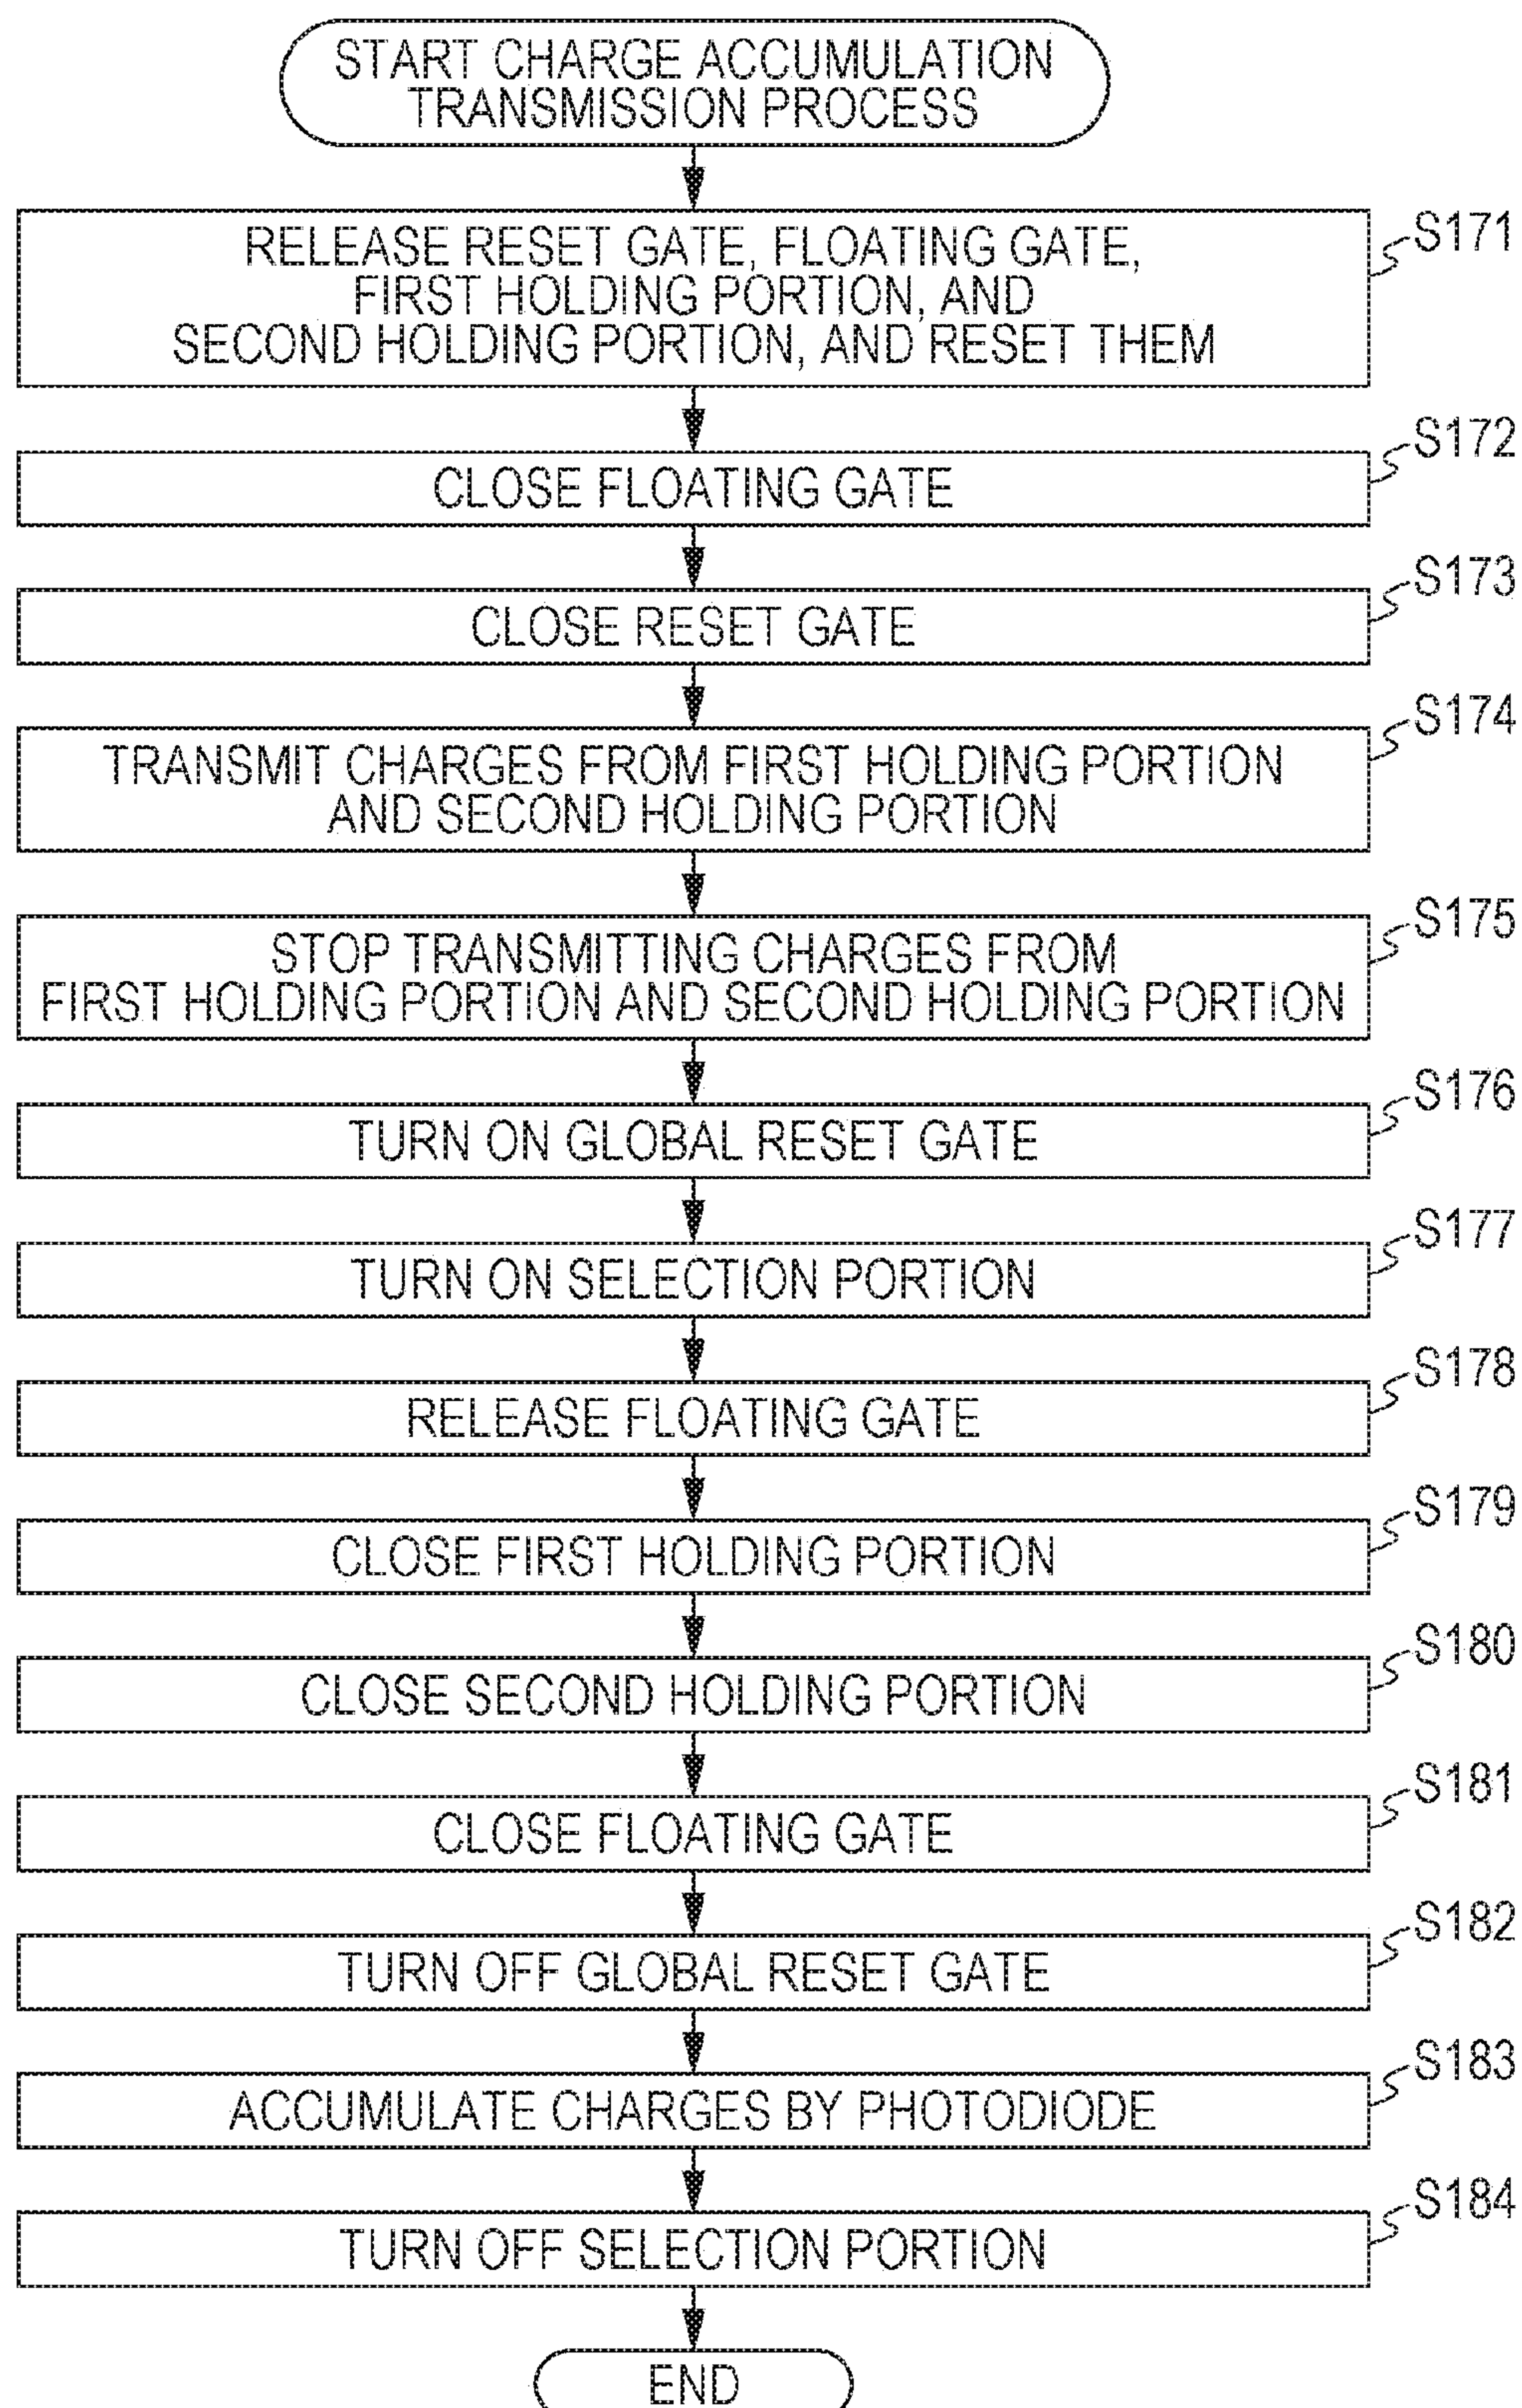 START CHARGE ACCUMULATION
TRANSMISSION PROCESS
RELEASE RESET GATE, FLOATING GATE,
FIRST HOLDING PORTION, AND
SECOND HOLDING PORTION, AND RESET THEM
S171
CLOSE FLOATING GATE
S172
CLOSE RESET GATE
S173
TRANSMIT CHARGES FROM FIRST HOLDING PORTION
AND SECOND HOLDING PORTION
S174
STOP TRANSMITTING CHARGES FROM
FIRST HOLDING PORTION AND SECOND HOLDING PORTION
S175
TURN ON GLOBAL RESET GATE
S176
TURN ON SELECTION PORTION
S177
RELEASE FLOATING GATE
S178
CLOSE FIRST HOLDING PORTION
S179
CLOSE SECOND HOLDING PORTION
S180
CLOSE FLOATING GATE
S181
TURN OFF GLOBAL RESET GATE
S182
ACCUMULATE CHARGES BY PHOTODIODE
S183
TURN OFF SELECTION PORTION
S184
END